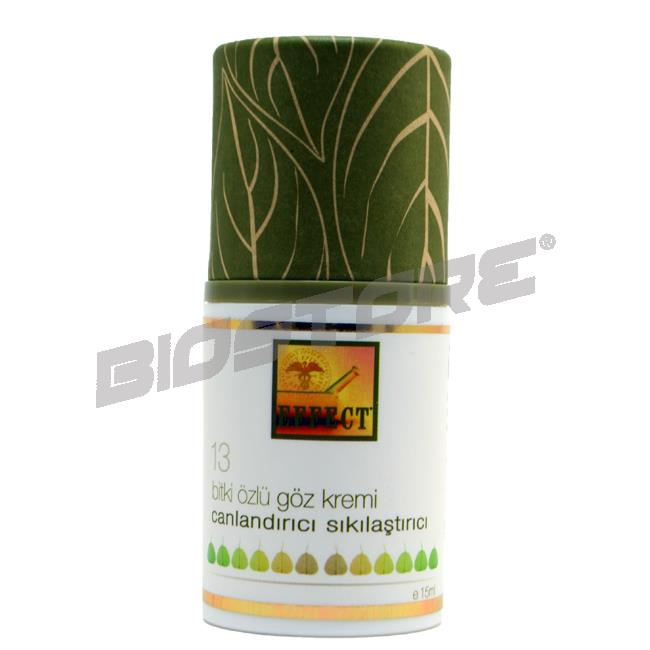 BIOSTORE®
EFFECT
13
bitki özlü göz kremi
canlandırıcı sıkılaştırıcı
e 15ml